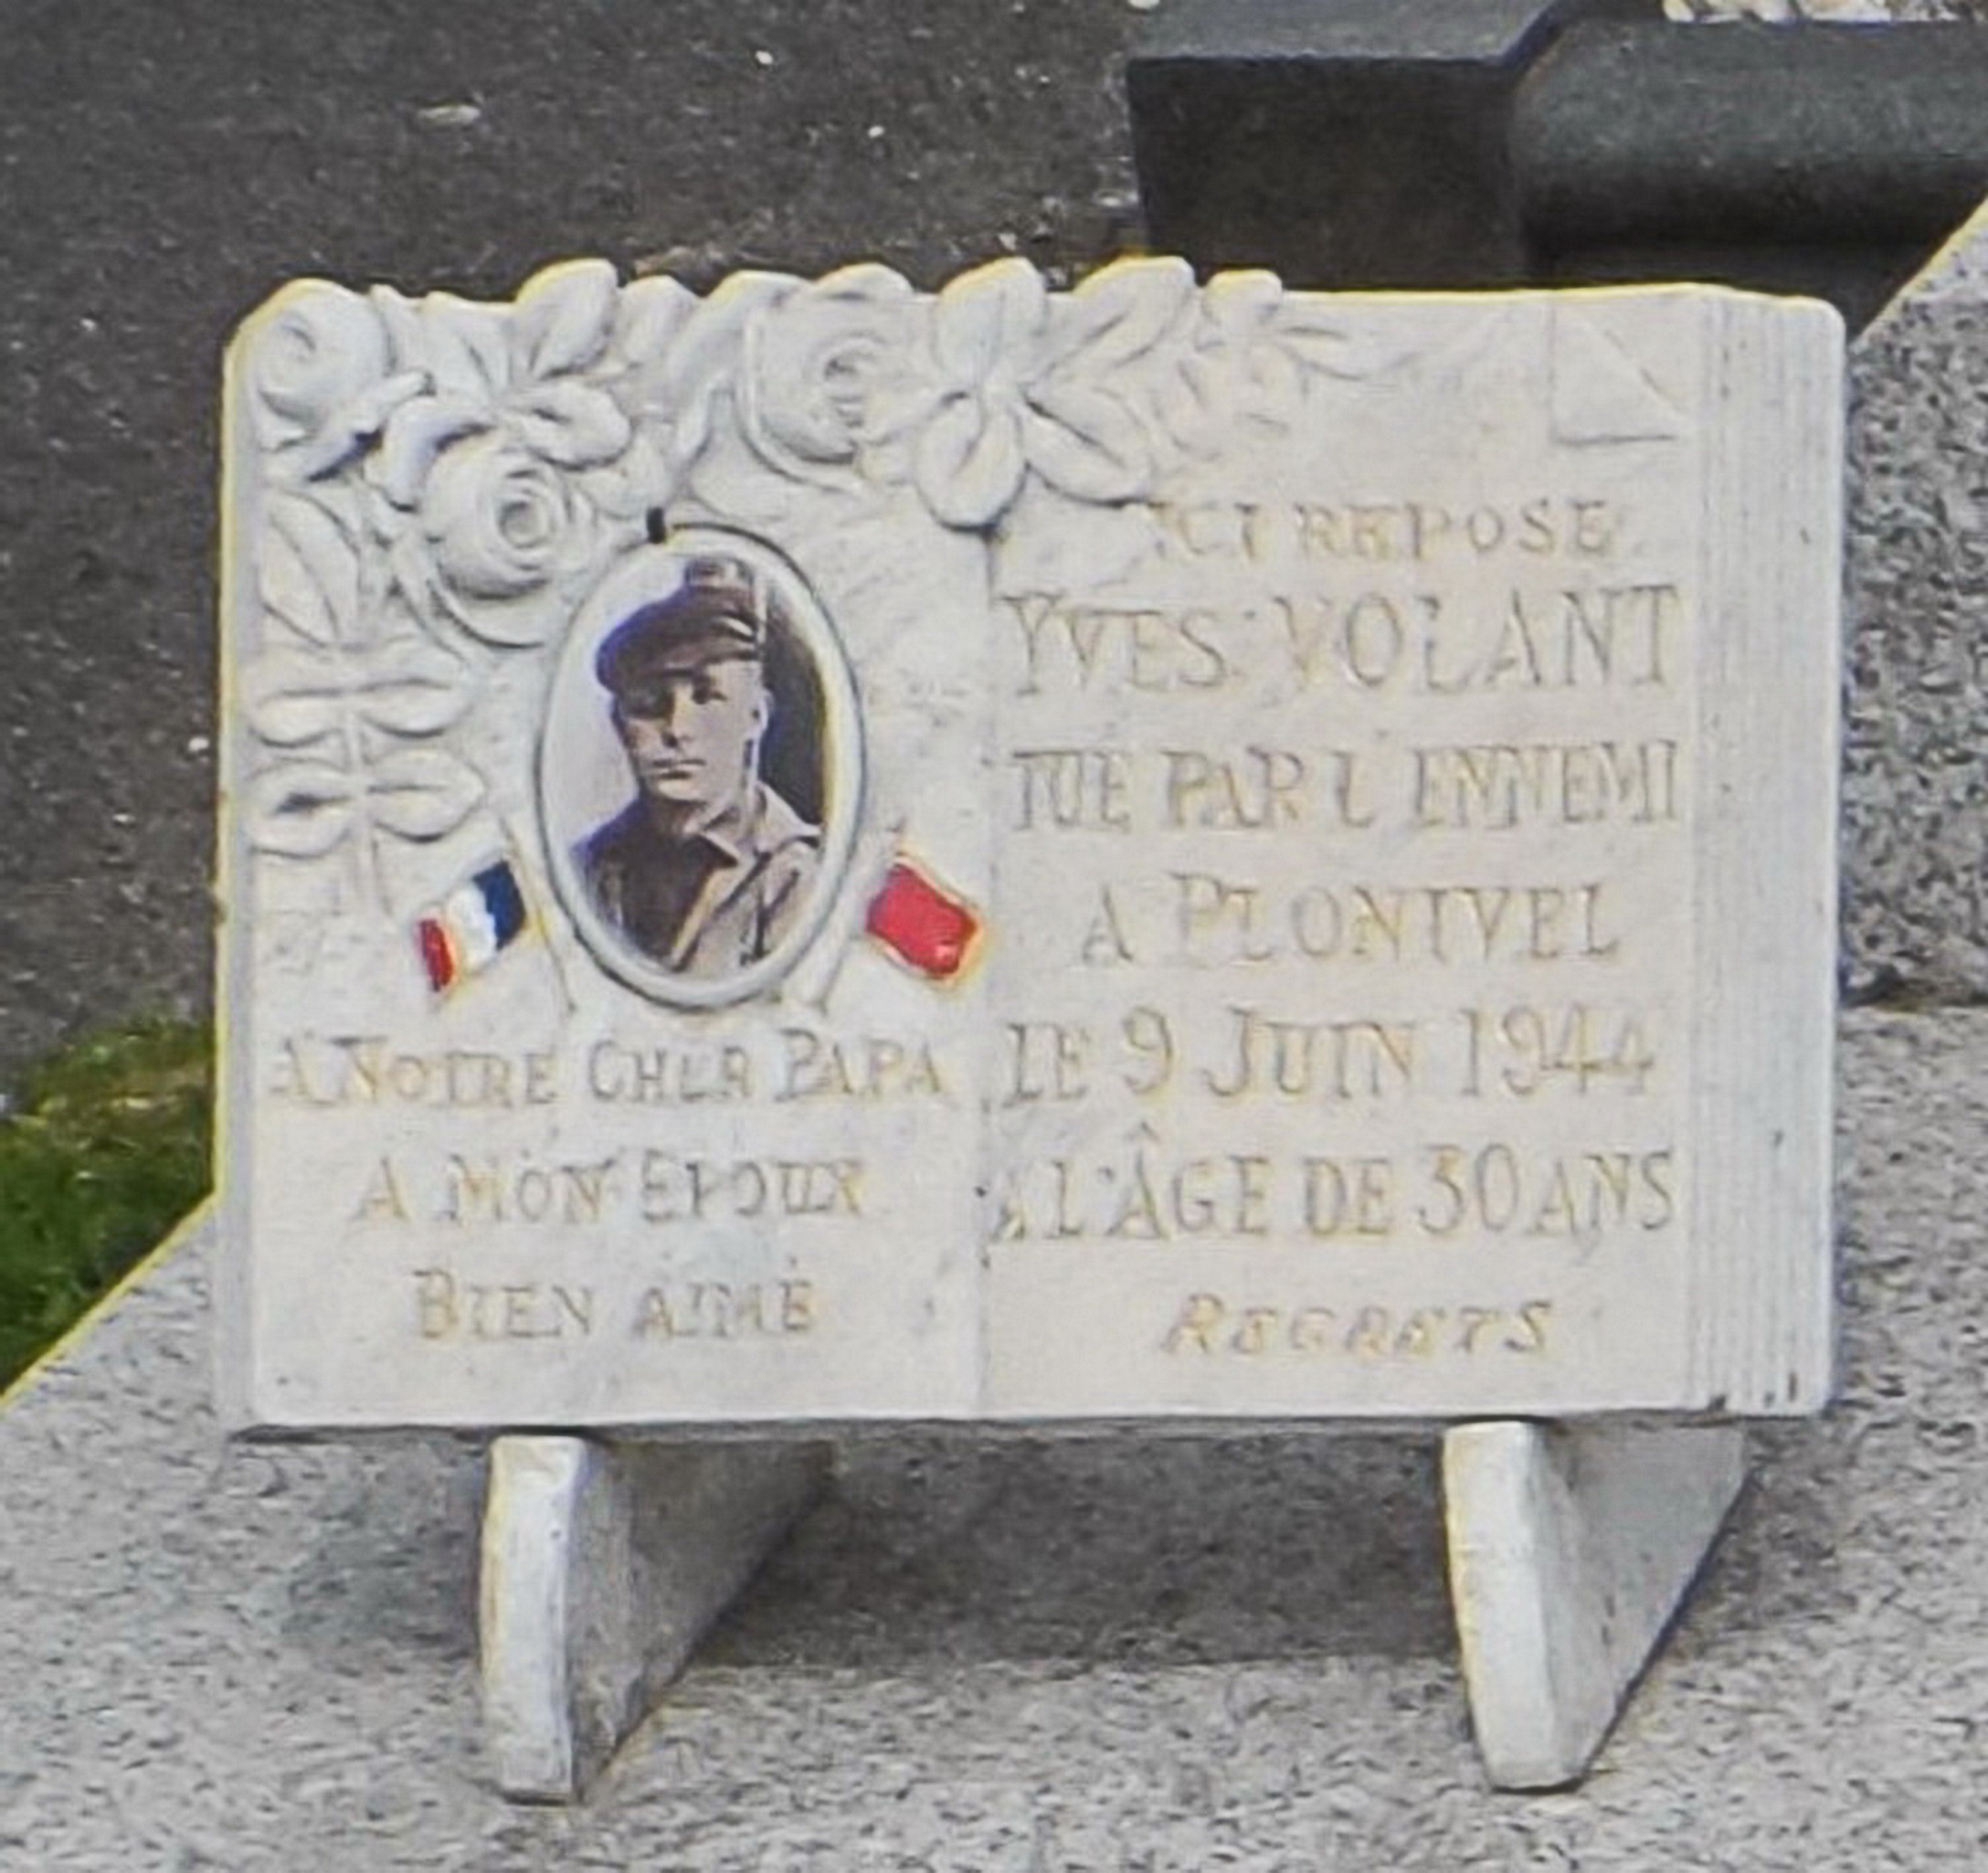 A NOTRE CHER PAPA
A MON EPOUX
BIEN AIMÉ
ICI REPOSE
YVES VOLANT
TUE PAR L'ENNEMI
A PLONIVEL
LE 9 JUIN 1944
A L'ÂGE DE 30 ANS
REGRETS